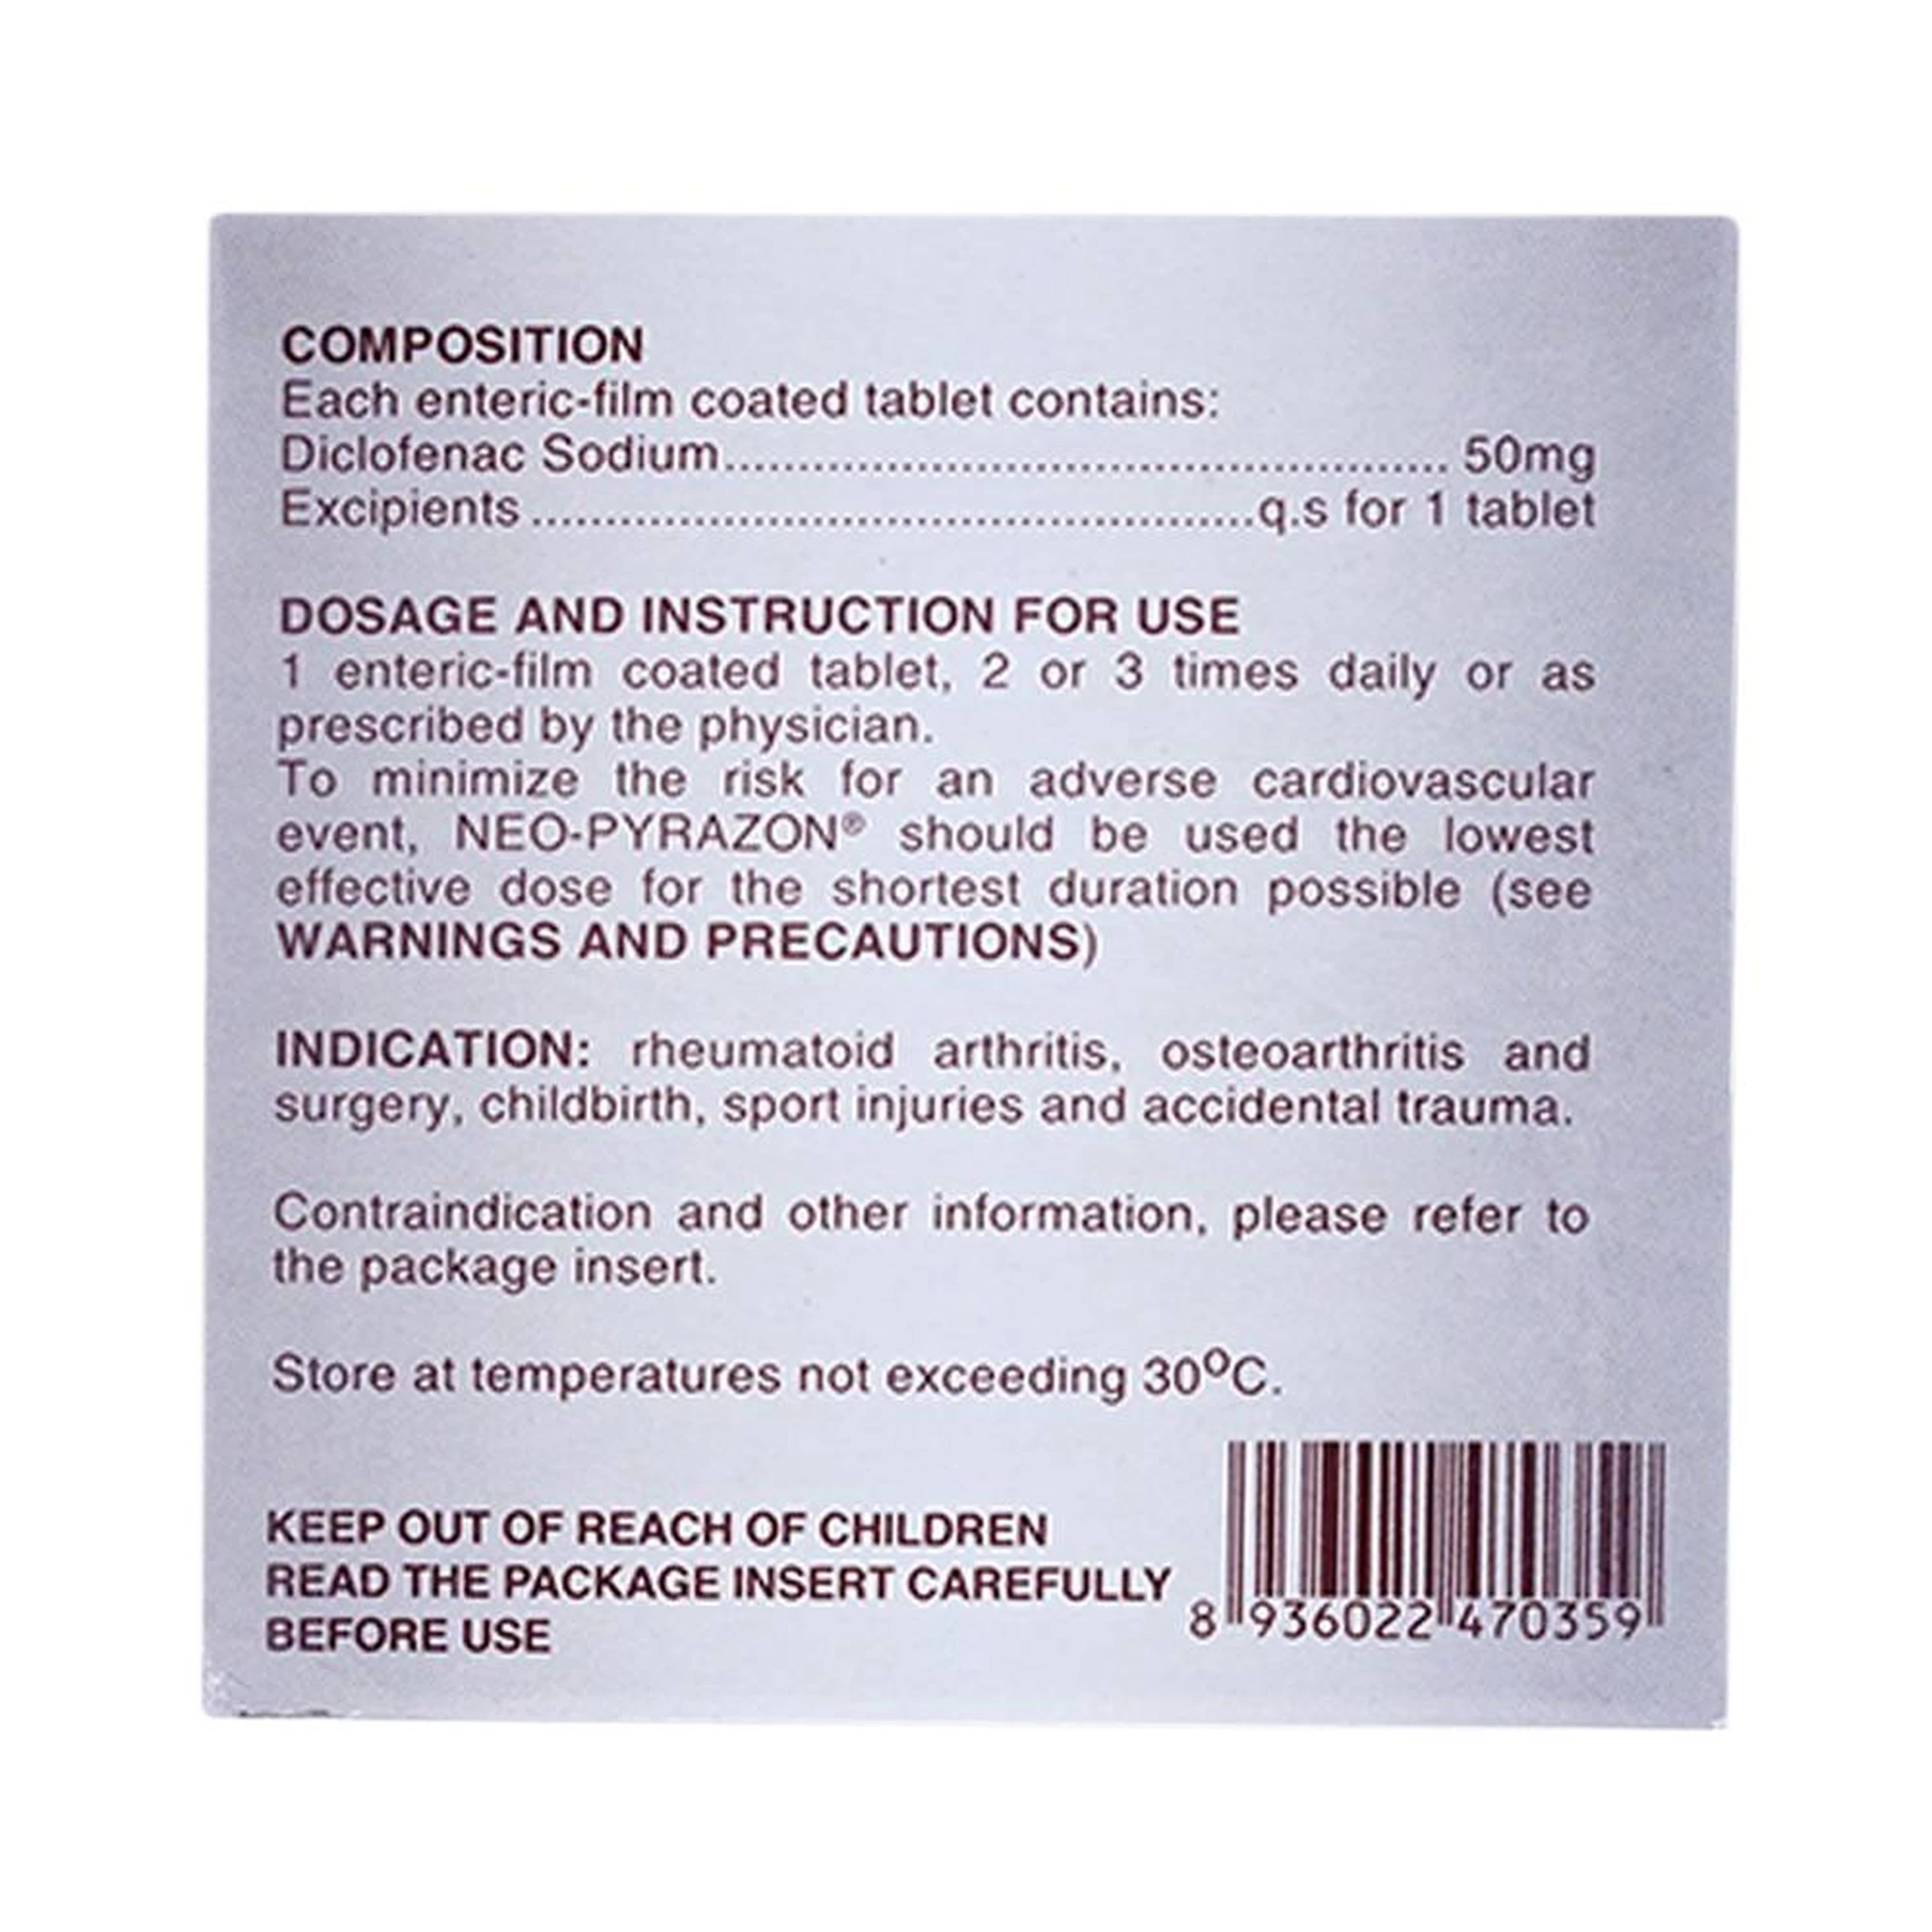 COMPOSITION
Each enteric-film coated tablet contains:
Diclofenac Sodium.................................................. 50mg
Excipients ..................................................q.s for 1 tablet
DOSAGE AND INSTRUCTION FOR USE
1 enteric-film coated tablet, 2 or 3 times daily or as
prescribed by the physician.
To minimize the risk for an adverse cardiovascular
event, NEO-PYRAZON® should be used the lowest
effective dose for the shortest duration possible (see
WARNINGS AND PRECAUTIONS)
INDICATION: rheumatoid arthritis, osteoarthritis and
surgery, childbirth, sport injuries and accidental trauma.
Contraindication and other information, please refer to
the package insert.
Store at temperatures not exceeding 30ºC.
KEEP OUT OF REACH OF CHILDREN
READ THE PACKAGE INSERT CAREFULLY
BEFORE USE
8 936022 470359